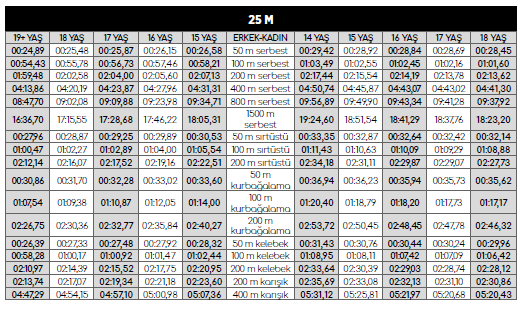 25 M
19+ YAŞ 18 YAŞ 17 YAŞ 16 YAŞ 15 YAŞ ERKEK-KADIN 14 YAŞ 15 YAŞ 16 YAŞ 17 YAŞ 18 YAŞ
00:24,89 00:25,48 00:25,87 00:26,15 00:26,58 50 m serbest 00:29,42 00:28,92 00:28,84 00:28,69 00:28,45
00:54,43 00:55,78 00:56,73 00:57,46 00:58,21 100 m serbest 01:03,49 01:02,55 01:02,45 01:02,16 01:01,60
01:59,48 02:02,58 02:04,00 02:05,60 02:07,13 200 m serbest 02:17,44 02:15,54 02:14,19 02:13,78 02:13,62
04:13,86 04:20,19 04:23,87 04:27,96 04:31,31 400 m serbest 04:50,74 04:45,87 04:43,07 04:43,02 04:41,30
08:47,70 09:02,08 09:09,88 09:23,98 09:34,71 800 m serbest 09:56,89 09:49,90 09:43,34 09:41,28 09:37,92
16:36,70 17:15,55 17:28,68 17:46,22 18:05,31 1500 m serbest 19:24,60 18:51,54 18:41,29 18:37,76 18:23,20
00:27,96 00:28,87 00:29,25 00:29,89 00:30,53 50 m sırtüstü 00:33,35 00:32,87 00:32,64 00:32,42 00:32,14
01:00,47 01:02,27 01:02,89 01:04,00 01:05,54 100 m sırtüstü 01:11,43 01:10,63 01:10,09 01:09,29 01:08,88
02:12,14 02:16,07 02:17,52 02:19,16 02:22,51 200 m sırtüstü 02:34,18 02:31,11 02:29,87 02:29,07 02:27,73
00:30,86 00:31,70 00:32,28 00:33,02 00:33,60 50 m kurbağalama 00:36,94 00:36,23 00:35,94 00:35,73 00:35,62
01:07,54 01:09,38 01:10,87 01:12,05 01:14,00 100 m kurbağalama 01:20,40 01:18,79 01:18,20 01:17,73 01:17,17
02:26,75 02:30,36 02:32,77 02:35,84 02:40,27 200 m kurbağalama 02:53,72 02:50,45 02:48,45 02:47,78 02:46,32
00:26,39 00:27,33 00:27,48 00:27,92 00:28,32 50 m kelebek 00:31,43 00:30,76 00:30,44 00:30,24 00:29,96
00:58,28 01:00,17 01:00,92 01:01,47 01:02,44 100 m kelebek 01:08,95 01:08,11 01:07,42 01:07,09 01:06,42
02:10,97 02:14,39 02:15,52 02:17,75 02:20,95 200 m kelebek 02:33,64 02:30,39 02:29,03 02:28,74 02:28,12
02:13,74 02:17,07 02:19,34 02:21,18 02:23,60 200 m karışık 02:35,69 02:33,08 02:32,13 02:31,10 02:30,86
04:47,29 04:54,15 04:57,10 05:00,98 05:07,36 400 m karışık 05:31,12 05:25,81 05:21,97 05:20,68 05:20,43